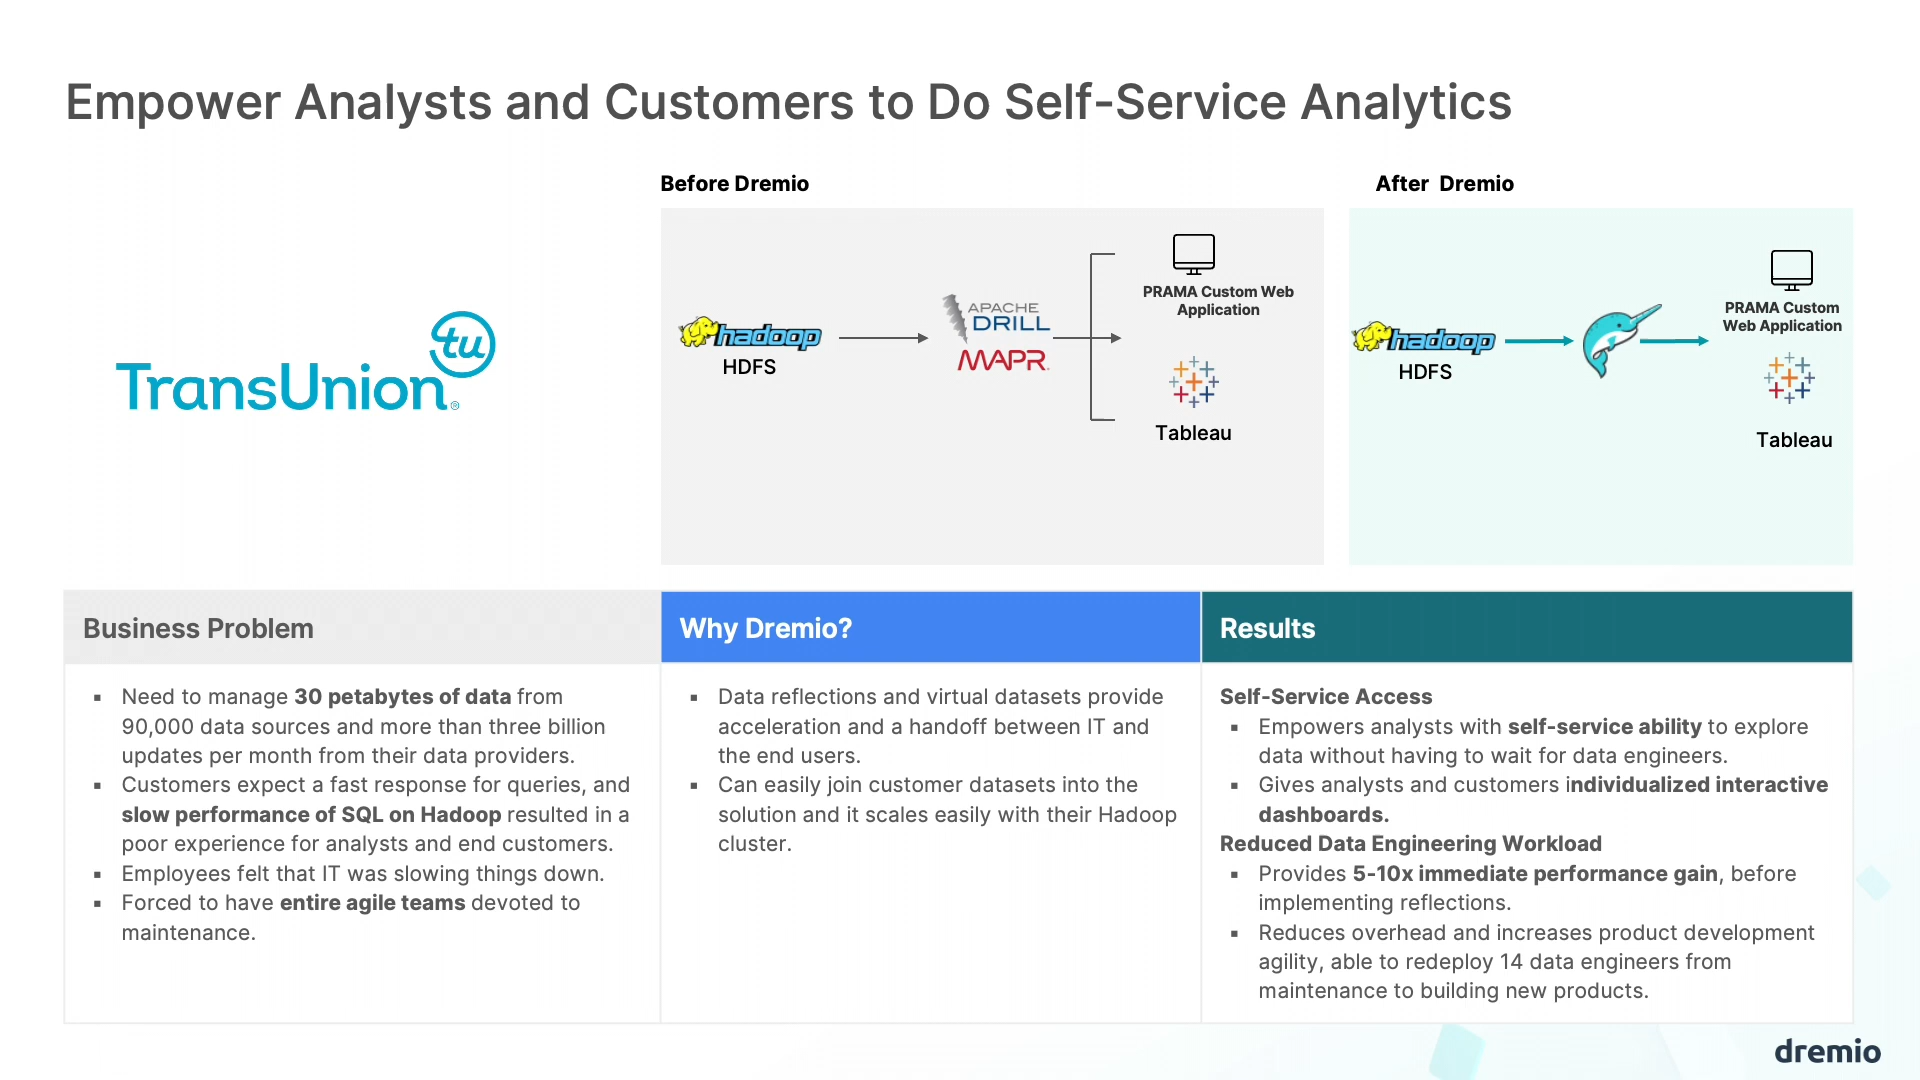 Empower Analysts and Customers to Do Self-Service Analytics
Before Dremio
After Dremio
tu
TransUnion®
hadoop
HDFS
APACHE
DRILL
MAPR.
PRAMA Custom Web
Application
Tableau
hadoop
HDFS
PRAMA Custom
Web Application
Tableau
Business Problem
Need to manage 30 petabytes of data from
90,000 data sources and more than three billion
updates per month from their data providers.
Customers expect a fast response for queries, and
slow performance of SQL on Hadoop resulted in a
poor experience for analysts and end customers.
Employees felt that IT was slowing things down.
Forced to have entire agile teams devoted to
maintenance.
Why Dremio?
Data reflections and virtual datasets provide
acceleration and a handoff between IT and
the end users.
Can easily join customer datasets into the
solution and it scales easily with their Hadoop
cluster.
Results
Self-Service Access
Empowers analysts with self-service ability to explore
data without having to wait for data engineers.
Gives analysts and customers individualized interactive
dashboards.
Reduced Data Engineering Workload
Provides 5-10x immediate performance gain, before
implementing reflections.
Reduces overhead and increases product development
agility, able to redeploy 14 data engineers from
maintenance to building new products.
dremio